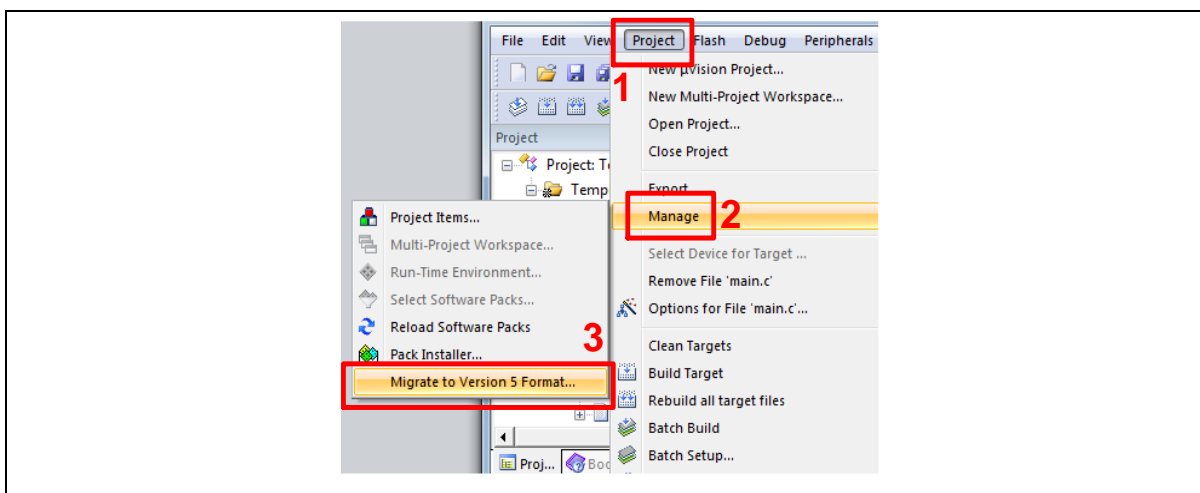 File Edit View Project Flash Debug Peripherals
1
New µVision Project...
New Multi-Project Workspace...
Open Project...
Close Project
Export
Manage 2
Select Device for Target ...
Remove File 'main.c'
Options for File 'main.c'...
Clean Targets
Build Target
Rebuild all target files
Batch Build
Batch Setup...
Project
Project:
Project Items...
Multi-Project Workspace...
Run-Time Environment...
Select Software Packs...
Reload Software Packs
Pack Installer...
3
Migrate to Version 5 Format...
Proj...